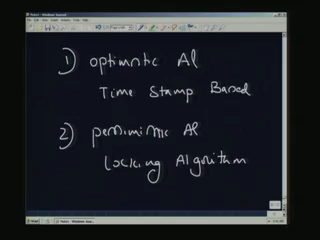 1) optimistic Al
Time Stamp Based
2) pessimistic Al
Locking Algorithm